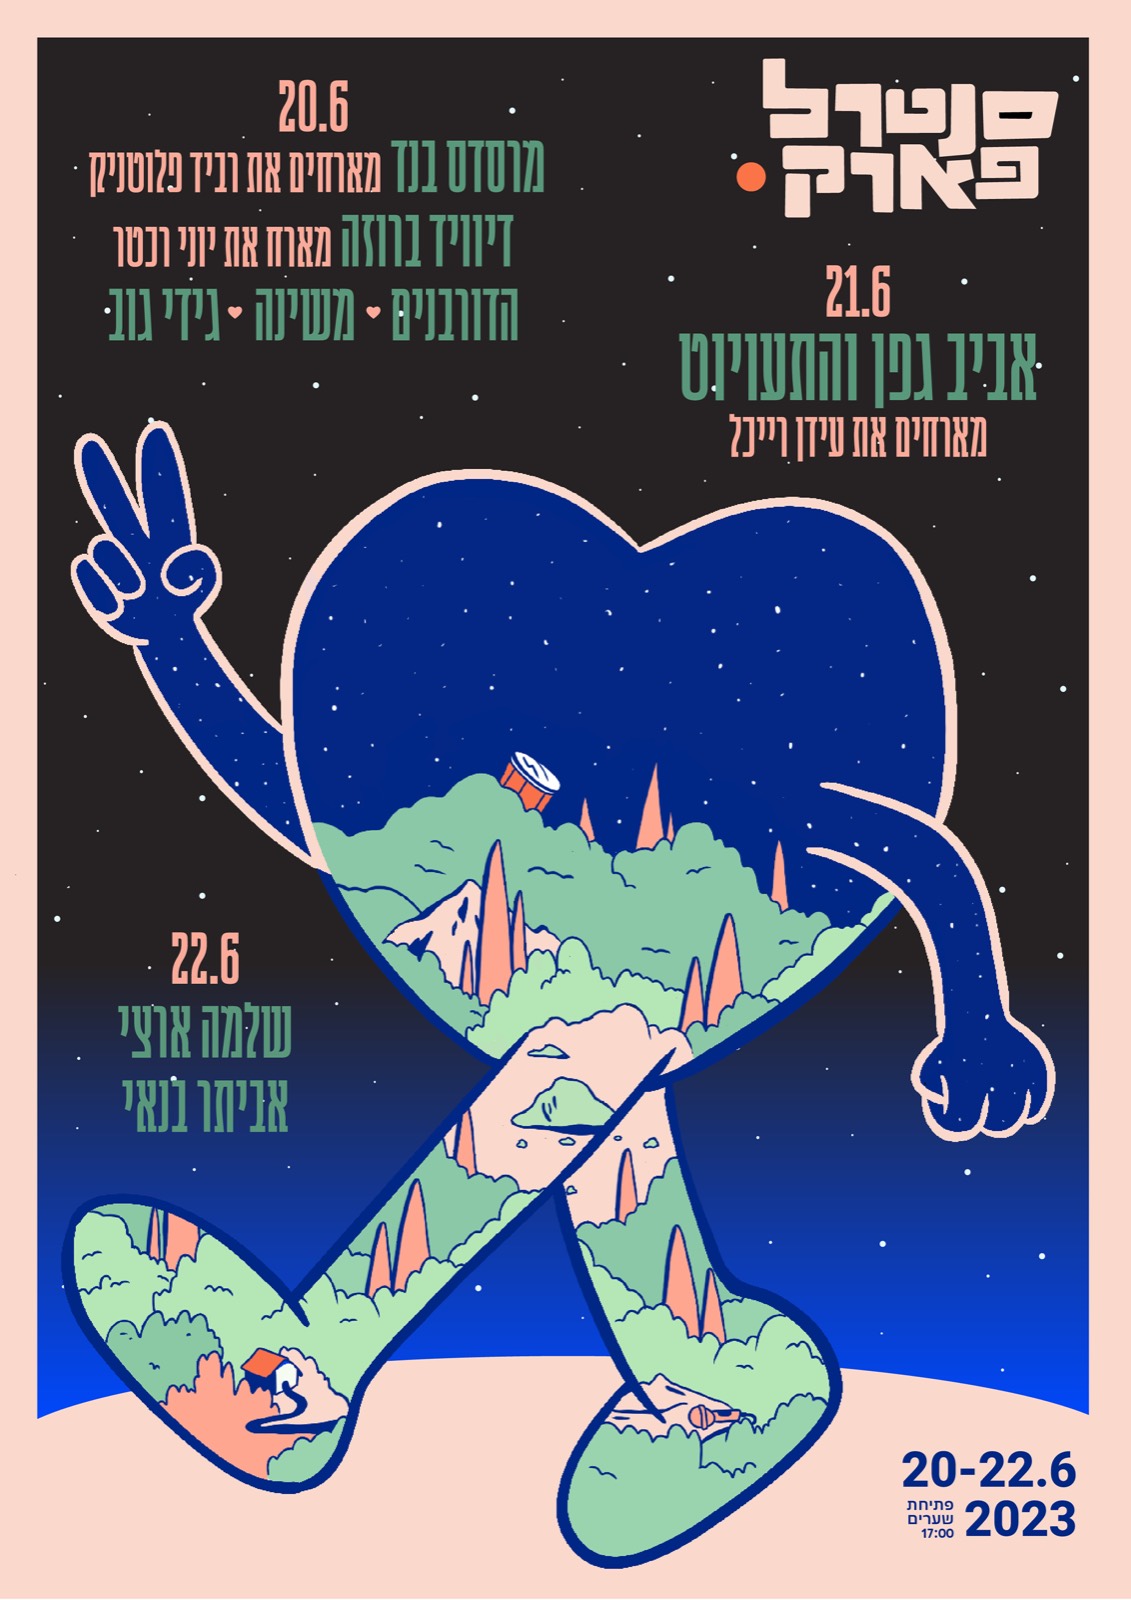 סנטרל
פארק
20.6
מרסדס בנד מארחים את רביד פלוטניק
דיוויד ברוזה מארח את יוני רכטר
הדורבנים ♥ משינה ♥ גידי גוב
21.6
אביב גפן והתעויוט
מארחים את עידן רייכל
22.6
שלמה ארצי
אביתר בנאי
20-22.6
2023
פתיחת
שערים
17:00